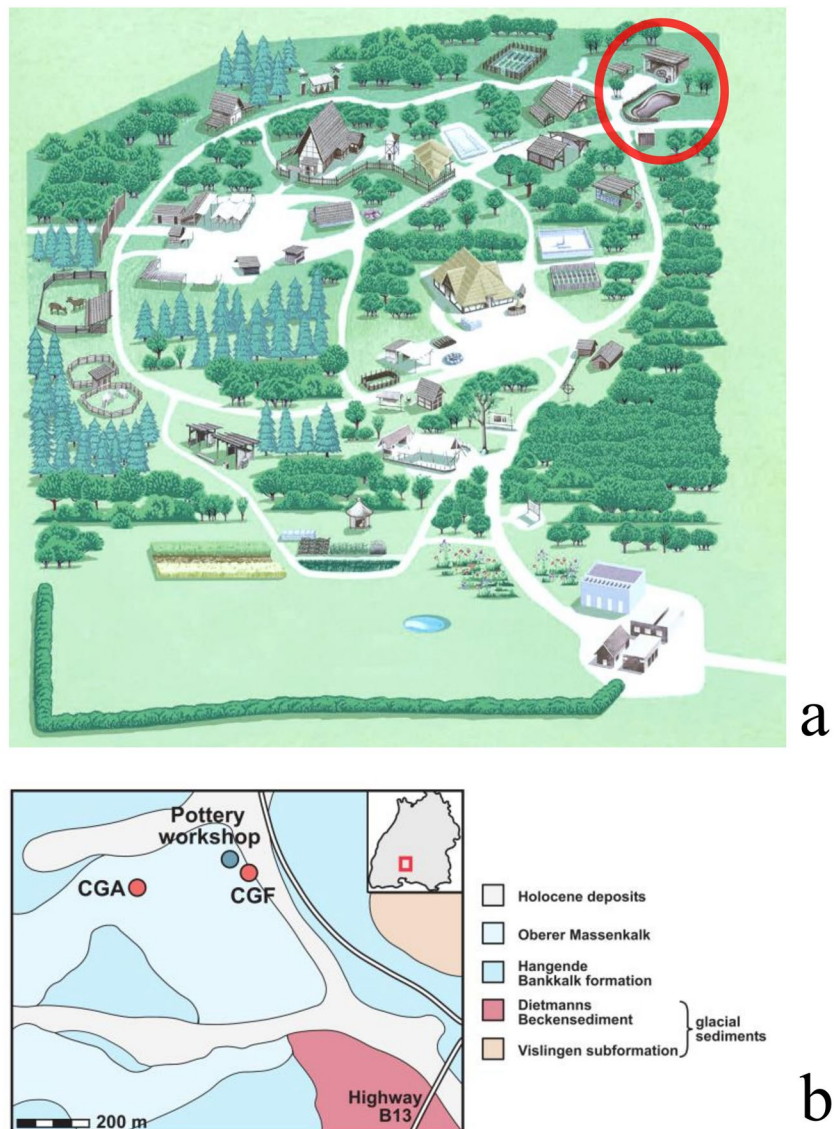 a
Pottery
workshop
CGA
CGF
Highway
B13
200 m
Holocene deposits
Oberer Massenkalk
Hangende
Bankkalk formation
Dietmanns
Beckensediment
Vislingen subformation
glacial
sediments
b